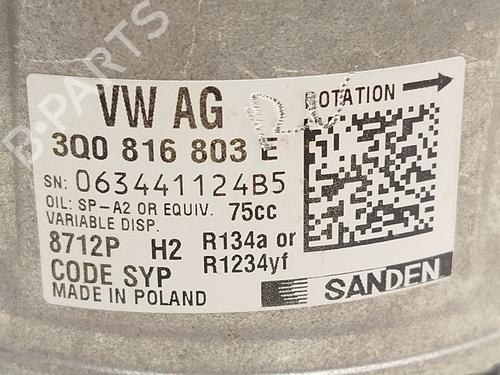 VW AG
ROTATION
3Q0 816 803 E
SN: 063441124B5
OIL: SP-A2 OR EQUIV. 75cc
VARIABLE DISP.
8712P H2 R134a or
R1234yf
CODE SYP
MADE IN POLAND
SANDEN
B-PARTS